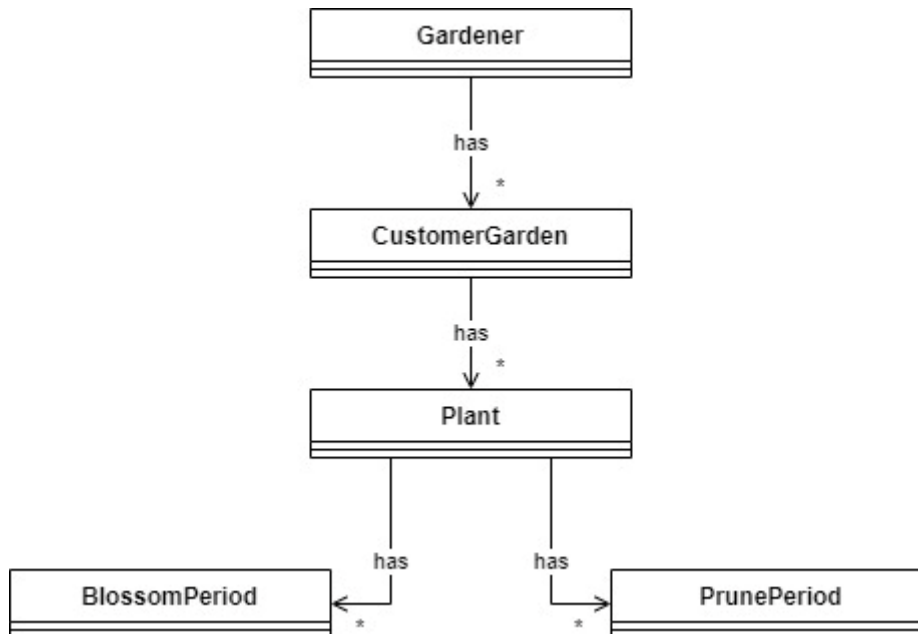 Gardener
has
*
CustomerGarden
has
*
Plant
has
has
BlossomPeriod
PrunePeriod
*
*